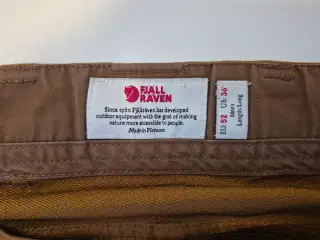 FJÄLL
RÄVEN
Since 1960 Fjällräven has developed
outdoor equipment with the goal of making
nature more accessible to people.
Made in Vietnam
EU: 52 US: 36"
Men
Length: Long